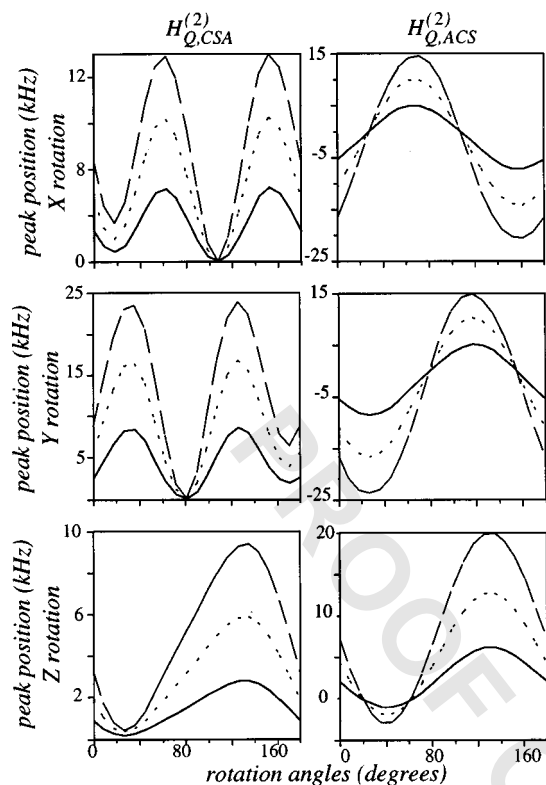 H_{Q,CSA}^{(2)} H_{Q,ACS}^{(2)}
peak position (kHz)
X rotation
12
8
0
15
-5
-25
peak position (kHz)
Y rotation
25
15
5
15
-5
-25
peak position (kHz)
Z rotation
10
6
2
20
10
0
0 80 160 0 80 160
rotation angles (degrees)
PROOF